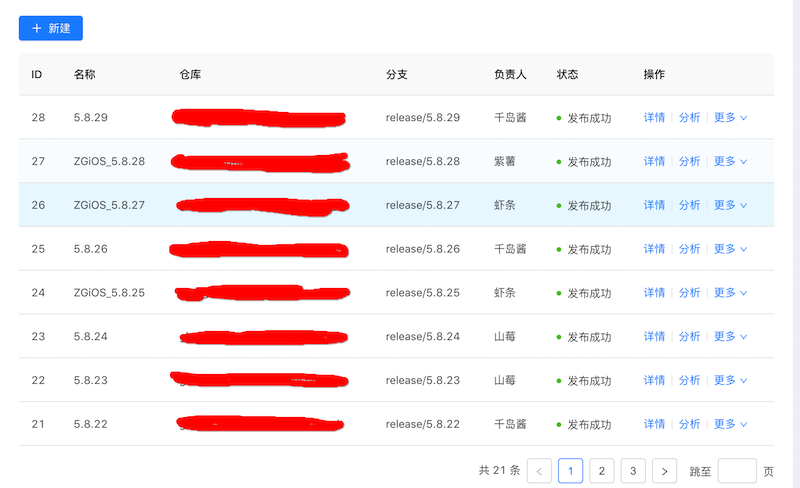 + 新建
ID 名称 仓库 分支 负责人 状态 操作
28 5.8.29 release/5.8.29 千岛酱 发布成功 详情 分析 更多
27 ZGiOS_5.8.28 release/5.8.28 紫薯 发布成功 详情 分析 更多
26 ZGiOS_5.8.27 release/5.8.27 虾条 发布成功 详情 分析 更多
25 5.8.26 release/5.8.26 千岛酱 发布成功 详情 分析 更多
24 ZGiOS_5.8.25 release/5.8.25 虾条 发布成功 详情 分析 更多
23 5.8.24 release/5.8.24 山莓 发布成功 详情 分析 更多
22 5.8.23 release/5.8.23 山莓 发布成功 详情 分析 更多
21 5.8.22 release/5.8.22 千岛酱 发布成功 详情 分析 更多
共 21 条 < 1 2 3 > 跳至 页